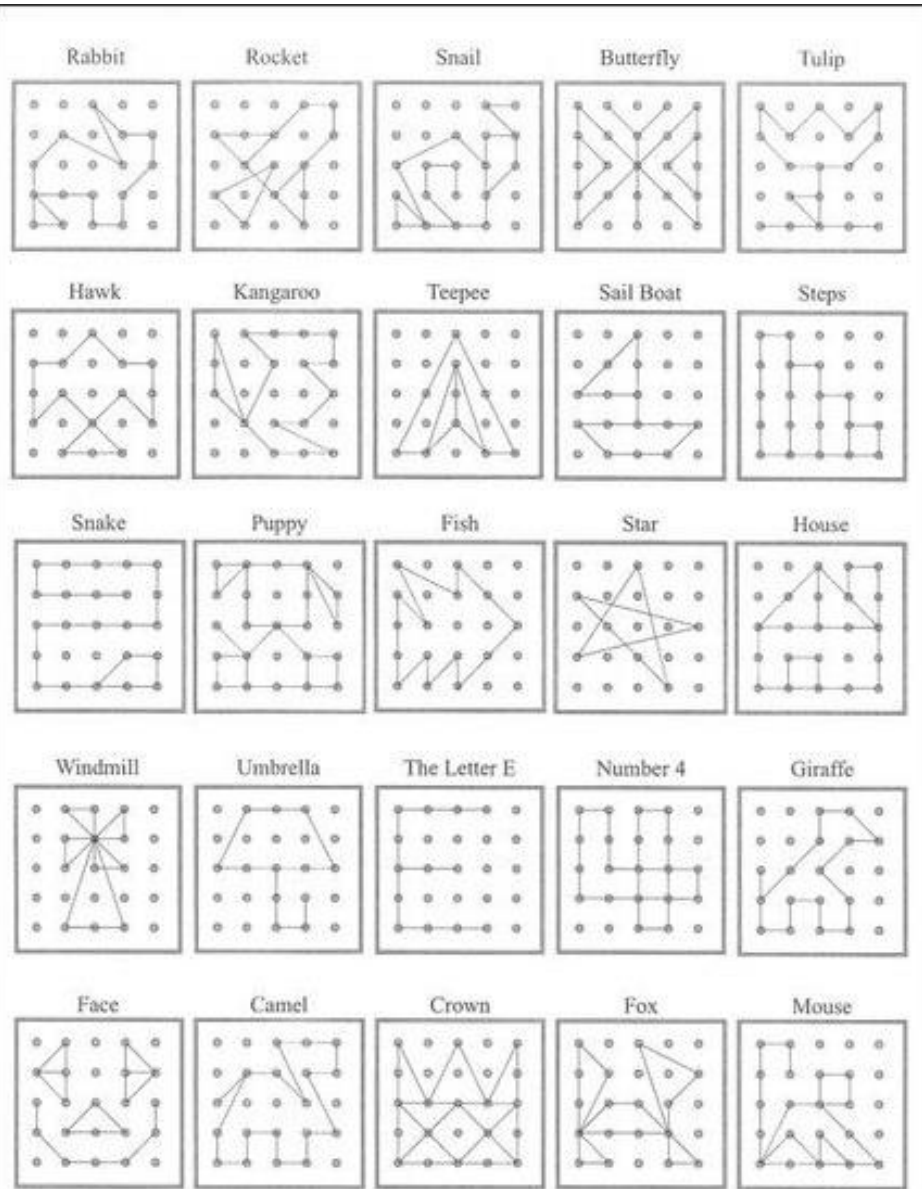 Rabbit Rocket Snail Butterfly Tulip
Hawk Kangaroo Teepee Sail Boat Steps
Snake Puppy Fish Star House
Windmill Umbrella The Letter E Number 4 Giraffe
Face Camel Crown Fox Mouse